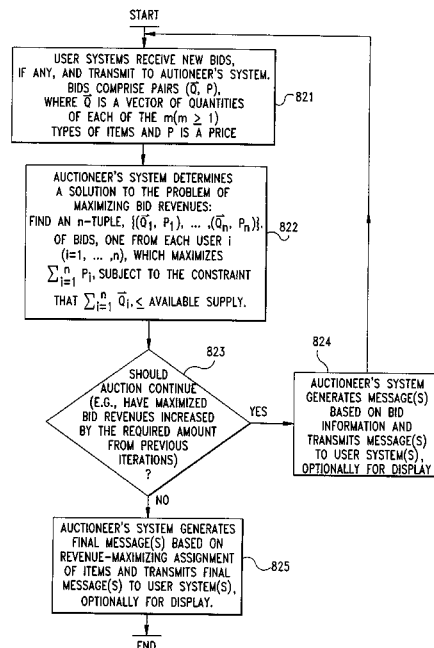 START
USER SYSTEMS RECEIVE NEW BIDS,
IF ANY, AND TRANSMIT TO AUTIONEER'S SYSTEM.
BIDS COMPRISE PAIRS (Q⃗, P),
WHERE Q⃗ IS A VECTOR OF QUANTITIES
OF EACH OF THE m(m ≥ 1)
TYPES OF ITEMS AND P IS A PRICE
821
AUCTIONEER'S SYSTEM DETERMINES
A SOLUTION TO THE PROBLEM OF
MAXIMIZING BID REVENUES:
FIND AN n-TUPLE, {(Q⃗1, P1), ... ,(Q⃗n, Pn)}.
OF BIDS, ONE FROM EACH USER i
(i=1, ... ,n), WHICH MAXIMIZES
∑ⁿi=1 Pi, SUBJECT TO THE CONSTRAINT
THAT ∑ⁿi=1 Q⃗i, ≤ AVAILABLE SUPPLY.
822
823
SHOULD
AUCTION CONTINUE
(E.G., HAVE MAXIMIZED
BID REVENUES INCREASED
BY THE REQUIRED AMOUNT
FROM PREVIOUS
ITERATIONS)
?
YES
824
AUCTIONEER'S SYSTEM
GENERATES MESSAGE(S)
BASED ON BID
INFORMATION AND
TRANSMITS MESSAGE(S)
TO USER SYSTEM(S),
OPTIONALLY FOR DISPLAY
NO
AUCTIONEER'S SYSTEM GENERATES
FINAL MESSAGE(S) BASED ON
REVENUE-MAXIMIZING ASSIGNMENT
OF ITEMS AND TRANSMITS FINAL
MESSAGE(S) TO USER SYSTEM(S),
OPTIONALLY FOR DISPLAY.
825
END